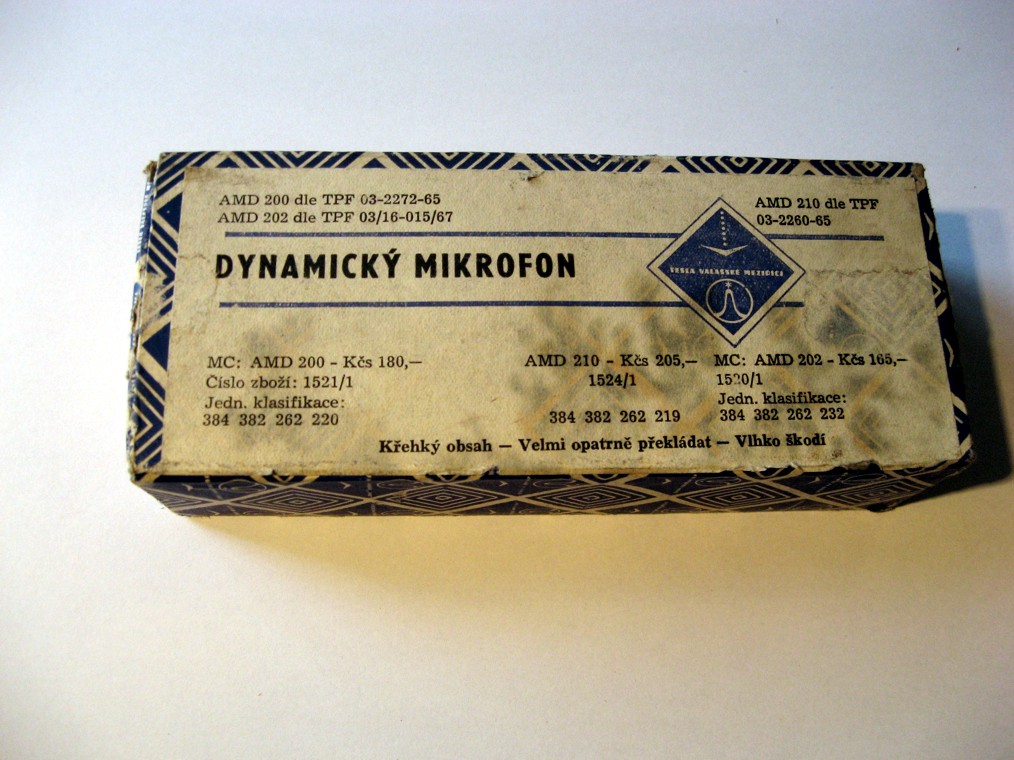 AMD 200 dle TPF 03-2272-65
AMD 202 dle TPF 03/16-015/67
AMD 210 dle TPF
03-2260-65
DYNAMICKÝ MIKROFON
TESLA VALAŠSKÉ MEZIŘÍČÍ
MC: AMD 200 - Kčs 180,—
Číslo zboží: 1521/1
Jedn. klasifikace:
384 382 262 220
AMD 210 - Kčs 205,—
1524/1
384 382 262 219
MC: AMD 202 - Kčs 165,—
Jedn. klasifikace:
384 382 262 232
Křehký obsah — Velmi opatrně překládat — Vlhko škodí